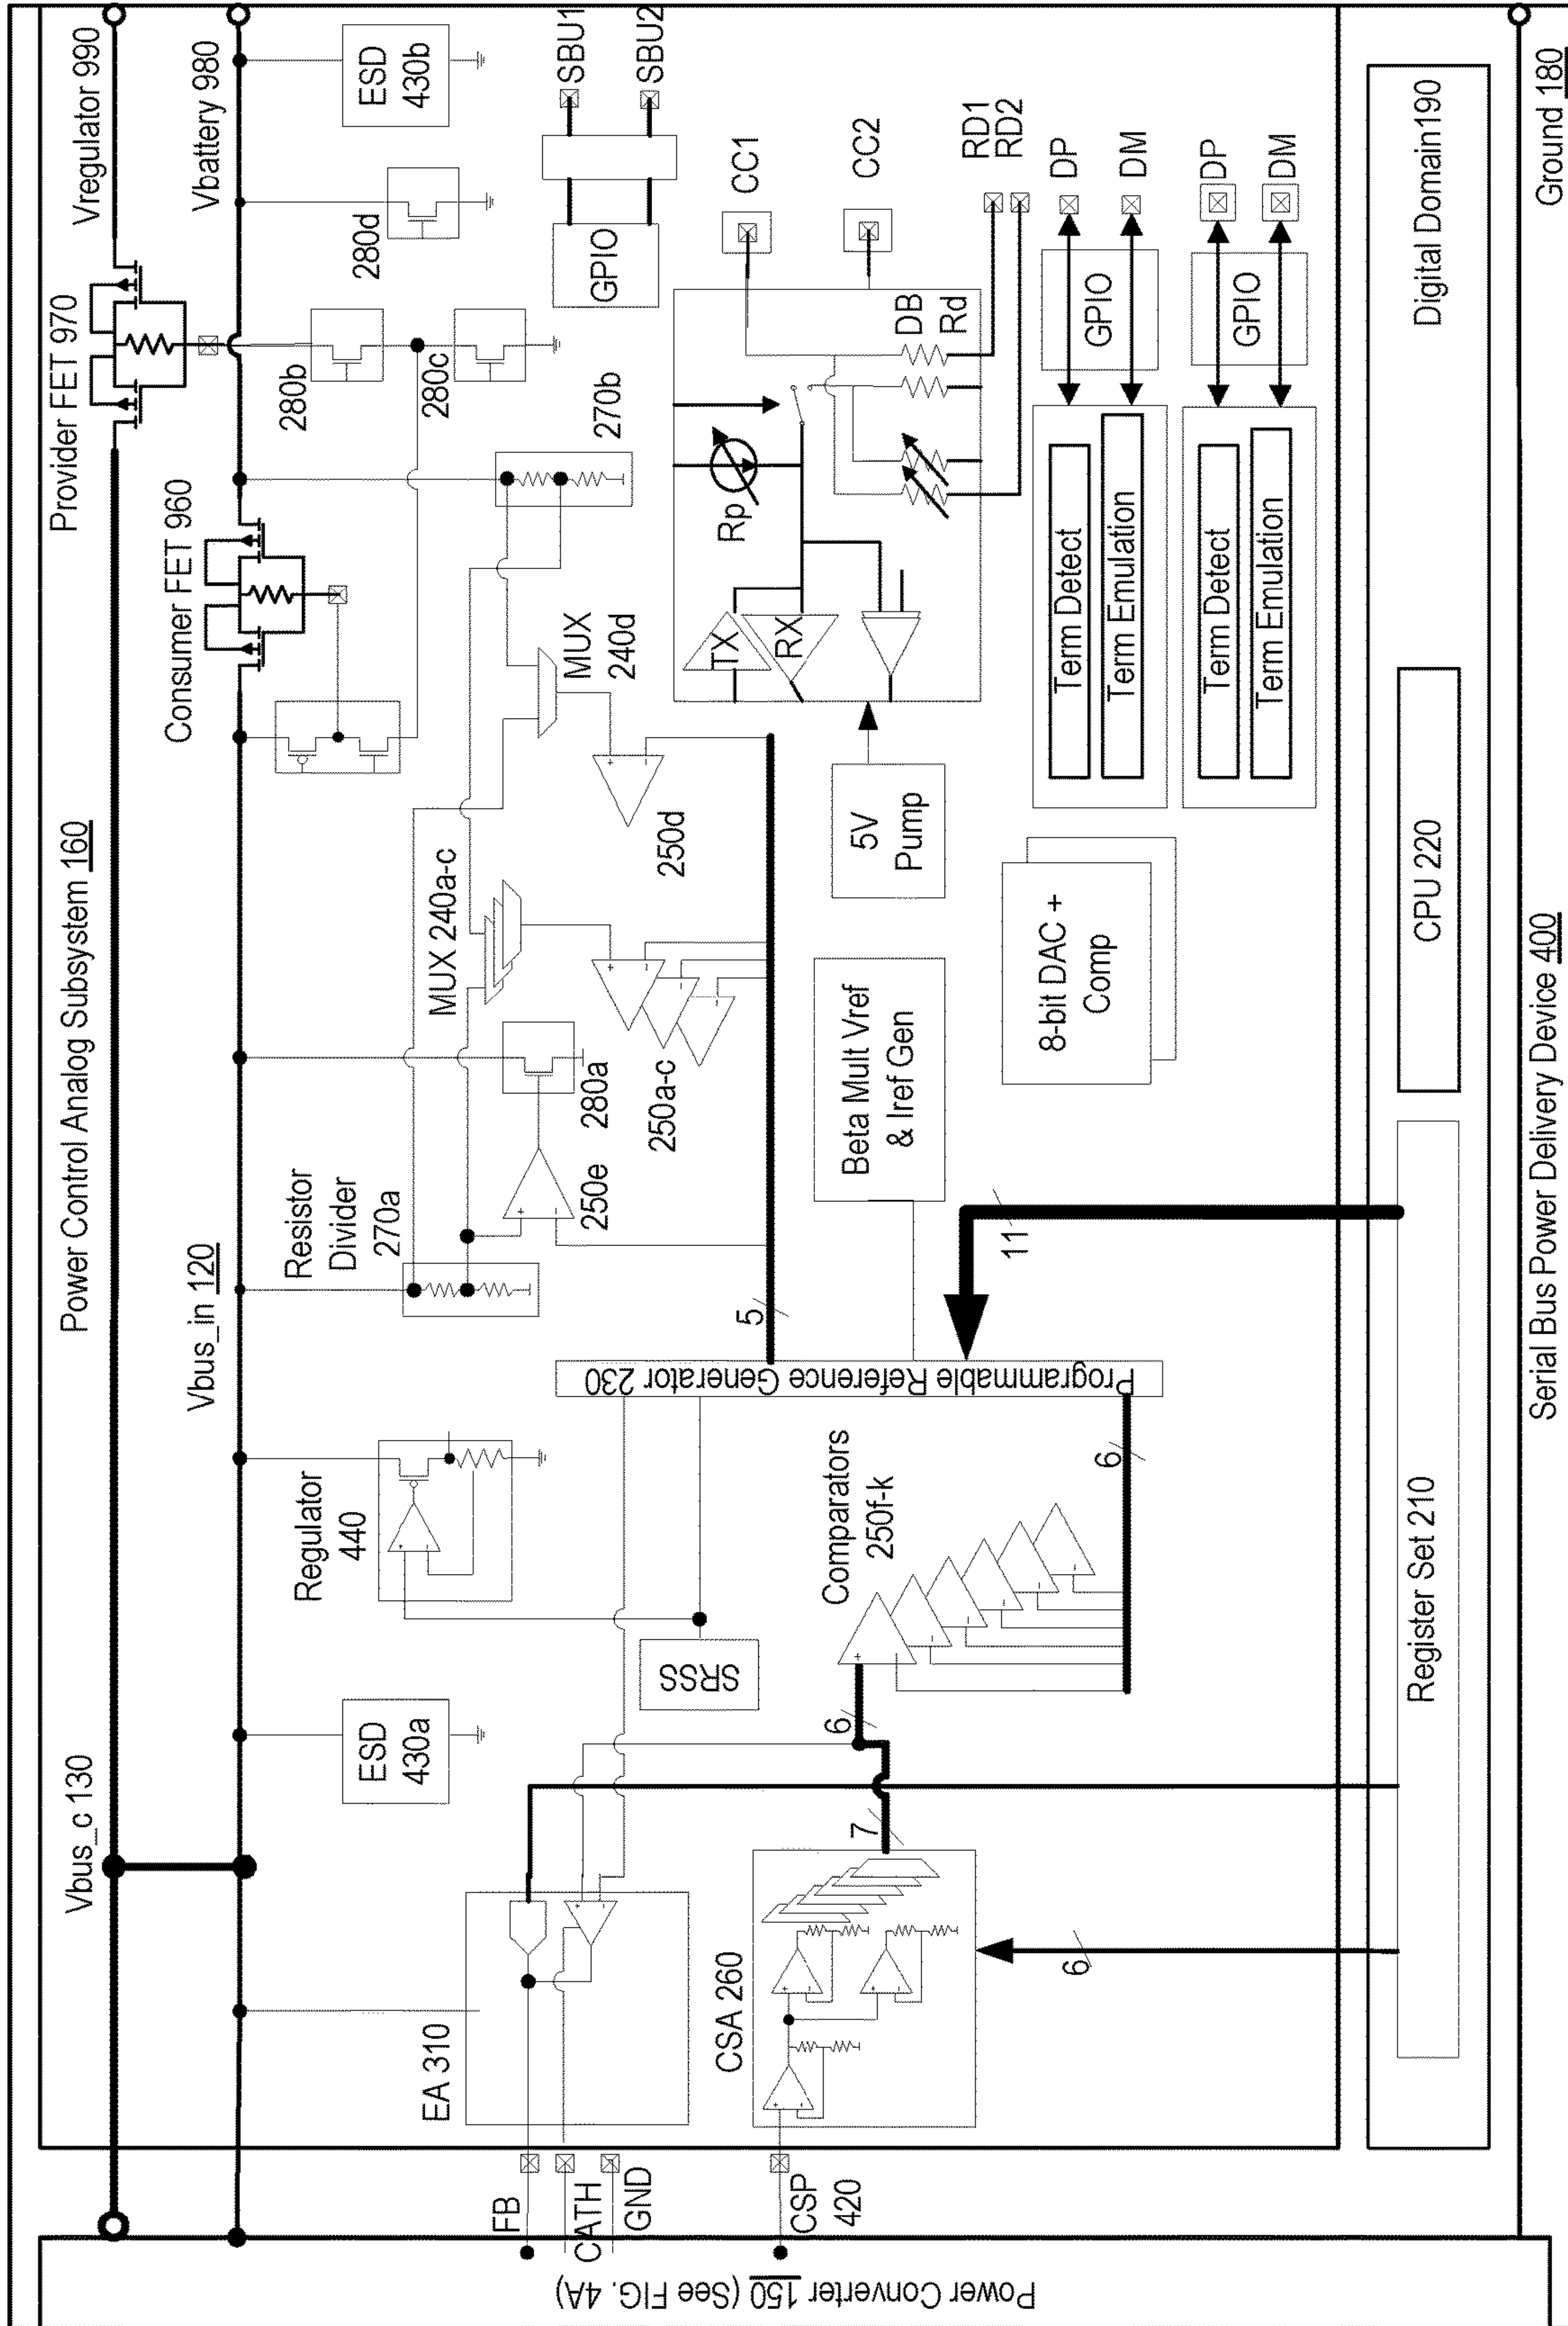 Power Control Analog Subsystem 160
Vbus_c 130
Provider FET 970
Vregulator 990
Vbus_in 120
Consumer FET 960
Vbattery 980
ESD
430a
Regulator
440
Resistor
Divider
270a
280b
280c
280d
ESD
430b
270b
GPIO
SBU1
SBU2
EA 310
SRSS
Programmable Reference Generator 230
250e
280a
MUX 240a-c
250a-c
MUX
240d
250d
5
FB
CATH
GND
CSP
420
CSA 260
7
6
Comparators
250f-k
6
6
11
Beta Mult Vref
& Iref Gen
5V
Pump
8-bit DAC +
Comp
TX
RX
Rp
DB
Rd
CC1
CC2
RD1
RD2
Term Detect
Term Emulation
GPIO
DP
DM
Term Detect
Term Emulation
GPIO
DP
DM
Register Set 210
CPU 220
Digital Domain190
Power Converter 150 (See FIG. 4A)
Serial Bus Power Delivery Device 400
Ground 180